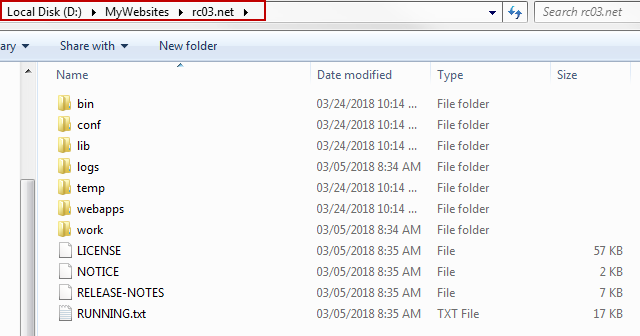 Local Disk (D:) MyWebsites rc03.net Search rc03.net
ary Share with New folder
Name Date modified Type Size
bin 03/24/2018 10:14 ... File folder
conf 03/24/2018 10:14 ... File folder
lib 03/24/2018 10:14 ... File folder
logs 03/05/2018 8:34 AM File folder
temp 03/24/2018 10:14 ... File folder
webapps 03/24/2018 10:14 ... File folder
work 03/05/2018 8:34 AM File folder
LICENSE 03/05/2018 8:35 AM File 57 KB
NOTICE 03/05/2018 8:35 AM File 2 KB
RELEASE-NOTES 03/05/2018 8:35 AM File 7 KB
RUNNING.txt 03/05/2018 8:35 AM TXT File 17 KB